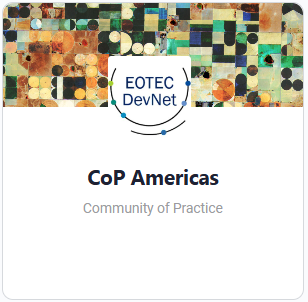 EOTEC
DevNet
CoP Americas
Community of Practice